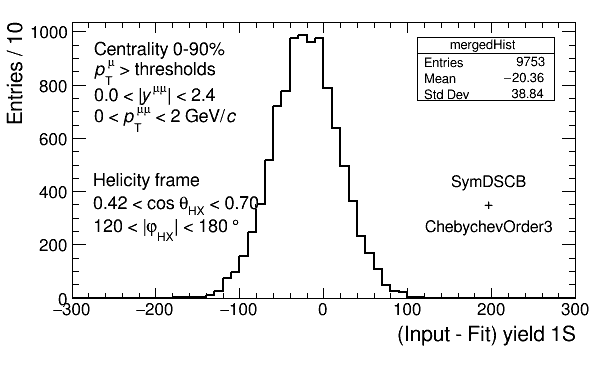 Entries / 10
1000
800
600
400
200
0
Centrality 0-90%
p_T^μ > thresholds
0.0 < |y^μμ| < 2.4
0 < p_T^μμ < 2 GeV/c
Helicity frame
0.42 < cos θ_HX < 0.70
120 < |φ_HX| < 180 °
mergedHist
Entries 9753
Mean −20.36
Std Dev 38.84
SymDSCB
+
ChebychevOrder3
−300 −200 −100 0 100 200 300
(Input - Fit) yield 1S